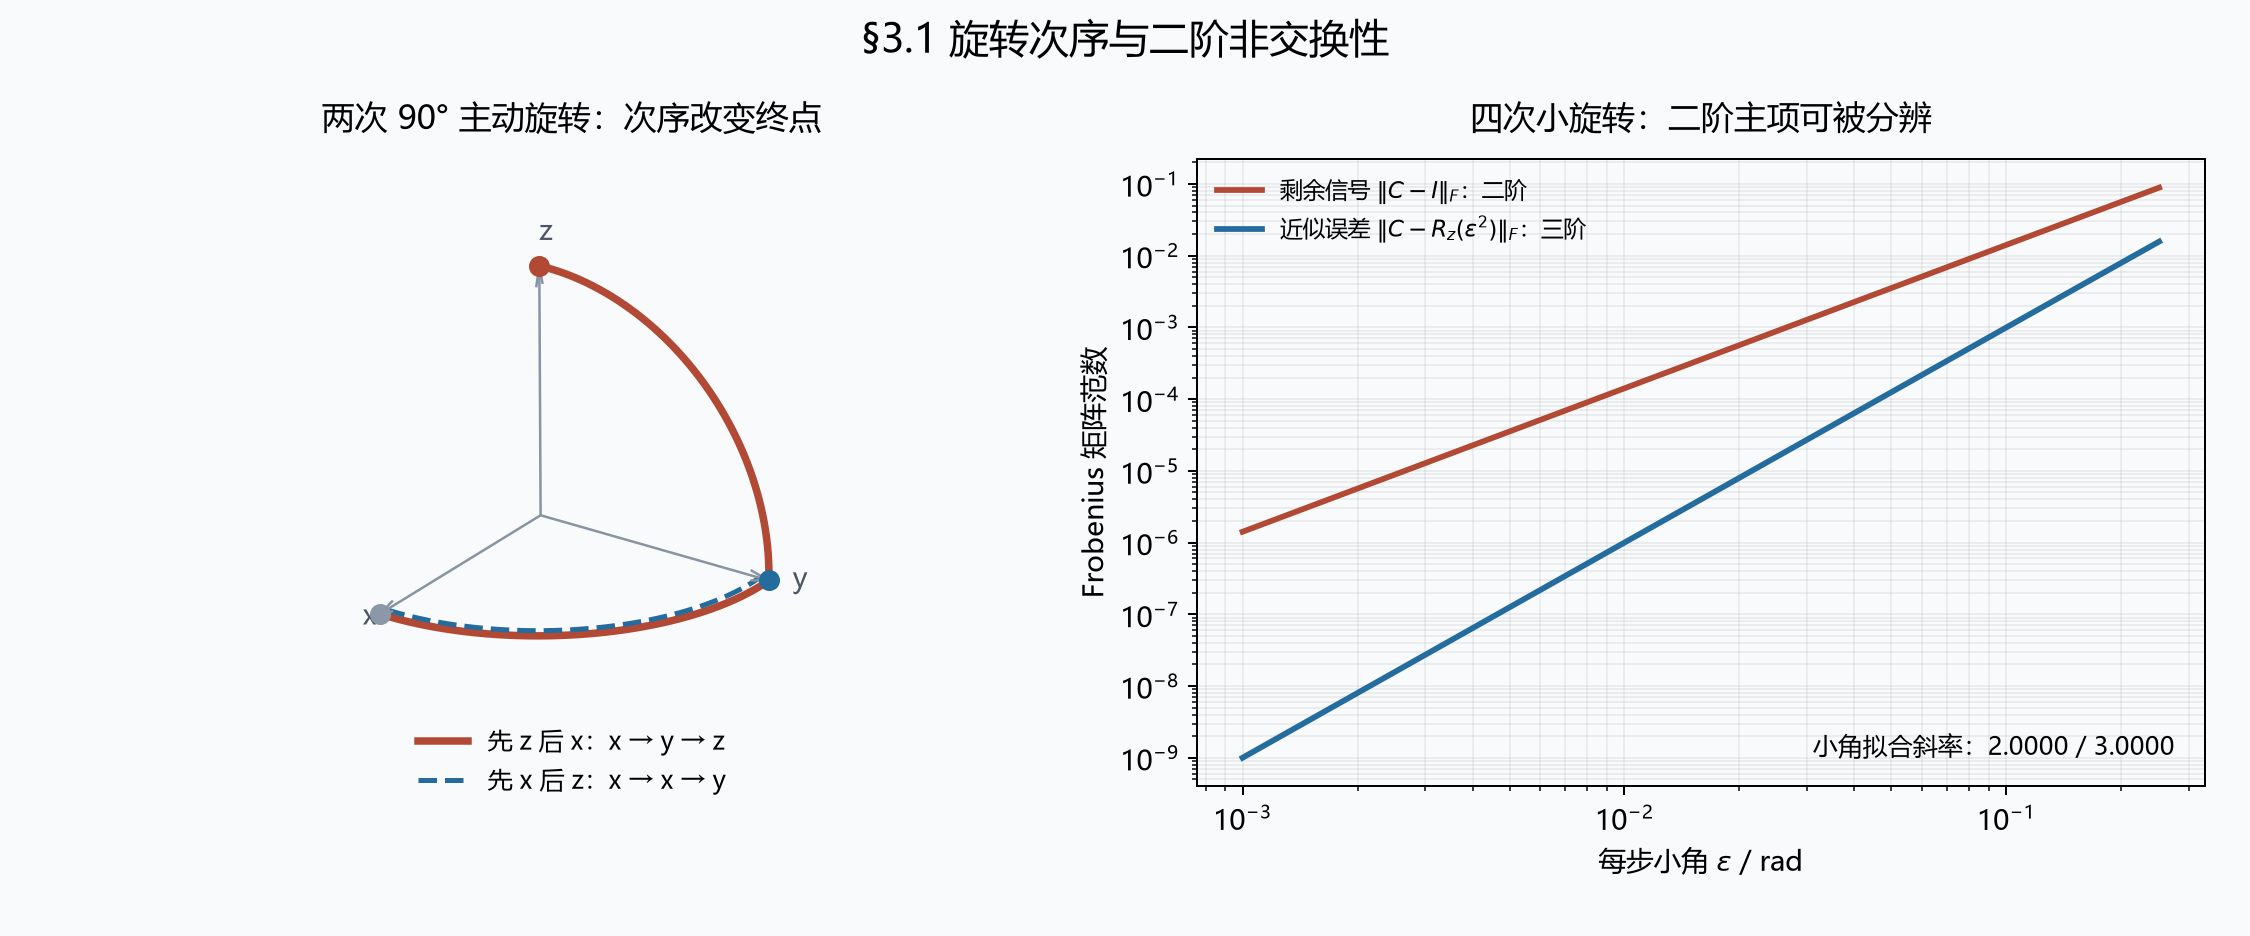 §3.1 旋转次序与二阶非交换性
两次 90° 主动旋转：次序改变终点
z
x
y
先 z 后 x：x → y → z
先 x 后 z：x → x → y
四次小旋转：二阶主项可被分辨
剩余信号 ‖C − I‖F：二阶
近似误差 ‖C − Rz(ε²)‖F：三阶
Frobenius 矩阵范数
10⁻¹
10⁻²
10⁻³
10⁻⁴
10⁻⁵
10⁻⁶
10⁻⁷
10⁻⁸
10⁻⁹
小角拟合斜率：2.0000 / 3.0000
10⁻³ 10⁻² 10⁻¹
每步小角 ε / rad